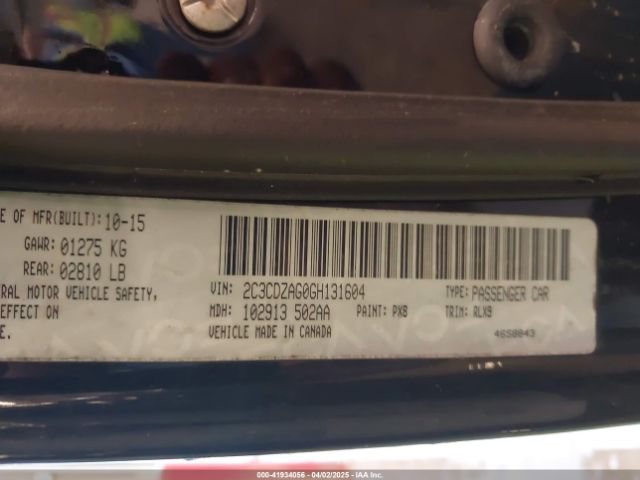 E OF MFR(BUILT): 10-15
GAWR: 01275 KG
REAR: 02810 LB
RAL MOTOR VEHICLE SAFETY,
EFFECT ON
E.
VIN: 2C3CDZAG0GH131604
TYPE: PASSENGER CAR
MDH: 102913 502AA
PAINT: PX8
TRIM: RLX9
VEHICLE MADE IN CANADA
46S8843
000-41934056 - 04/02/2025 - IAA Inc.